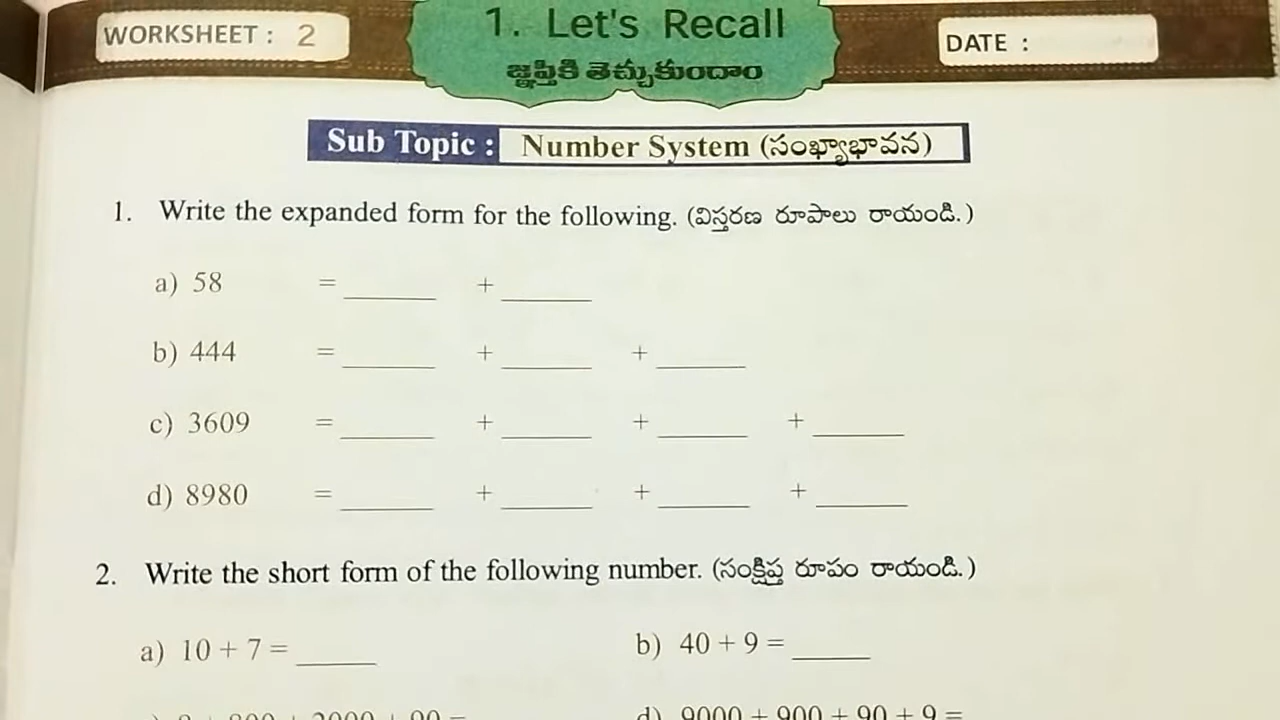 WORKSHEET : 2
1. Let's Recall
జ్ఞప్తికి తెచ్చుకుందాం
DATE :
Sub Topic : Number System (సంఖ్యాభావన)
1. Write the expanded form for the following. (విస్తరణ రూపాలు రాయండి.)
a) 58 = ______ + ______
b) 444 = ______ + ______ + ______
c) 3609 = ______ + ______ + ______ + ______
d) 8980 = ______ + ______ + ______ + ______
2. Write the short form of the following number. (సంక్షిప్త రూపం రాయండి.)
a) 10 + 7 = ______
b) 40 + 9 = ______
d) 9000 + 900 + 90 + 9 =